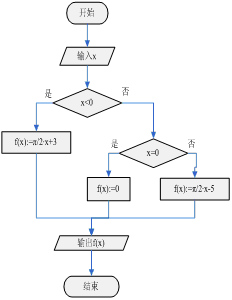 开始
输入x
x<0
是
否
f(x):=π/2·x+3
x=0
是
否
f(x):=0
f(x):=π/2·x-5
输出f(x)
结束